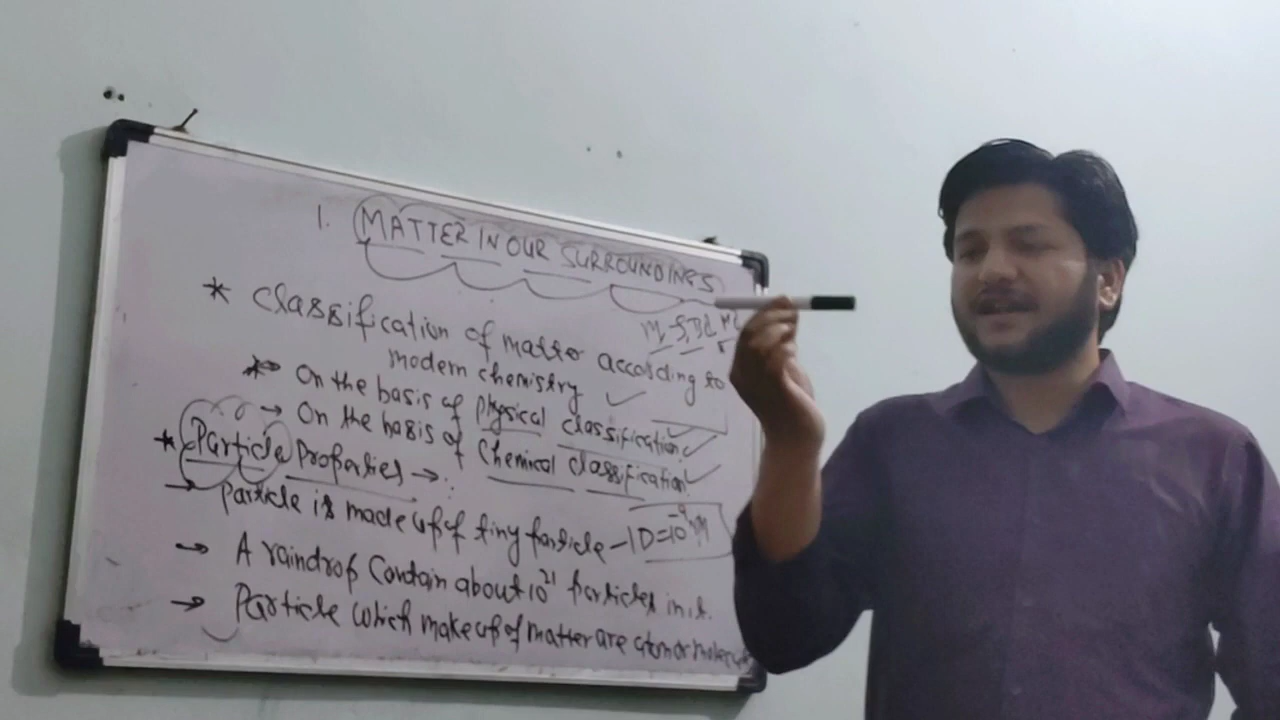 1. MATTER IN OUR SURROUNDINGS
* Classification of matter according to
modern chemistry
On the basis of physical classification
→ On the basis of Chemical classification
* Particle Properties →
→ Particle is made up of tiny particle - 1D=10
→ A raindrop Contain about 10²¹ particles in it.
→ Particle which make up of matter are atom or molecule